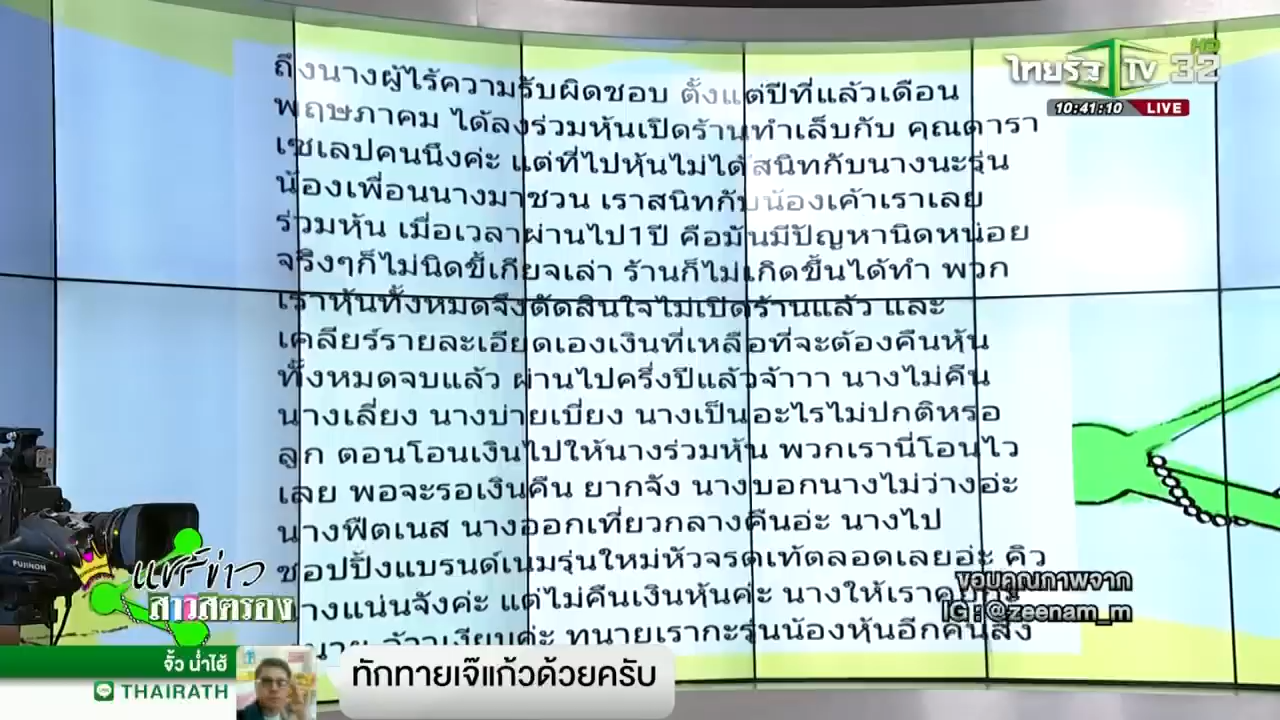 ถึงนางผู้ไร้ความรับผิดชอบ ตั้งแต่ปีที่แล้วเดือน
พฤษภาคม ได้ลงร่วมหุ้นเปิดร้านทำเล็บกับ คุณดารา
เซเลปคนนึงค่ะ แต่ที่ไปหุ้นไม่ได้สนิทกับนางนะรุ่น
น้องเพื่อนนางมาชวน เราสนิทกับน้องเค้าเราเลย
ร่วมหุ้น เมื่อเวลาผ่านไป1ปี คือมันมีปัญหานิดหน่อย
จริงๆก็ไม่นิดขี้เกียจเล่า ร้านก็ไม่เกิดขึ้นได้ทำ พวก
เราหุ้นทั้งหมดจึงตัดสินใจไม่เปิดร้านแล้ว และ
เคลียร์รายละเอียดเองเงินที่เหลือที่จะต้องคืนหุ้น
ทั้งหมดจบแล้ว ผ่านไปครึ่งปีแล้วจ้าาา นางไม่คืน
นางเลี่ยง นางบ่ายเบี่ยง นางเป็นอะไรไม่ปกติหรอ
ลูก ตอนโอนเงินไปให้นางร่วมหุ้น พวกเรานี่โอนไว
เลย พอจะรอเงินคืน ยากจัง นางบอกนางไม่ว่างอ่ะ
นางฟิตเนส นางออกเที่ยวกลางคืนอ่ะ นางไป
ชอปปิ้งแบรนด์เนมรุ่นใหม่หัวจรดเท้ตลอดเลยอ่ะ คิว
างแน่นจังค่ะ แต่ไม่คืนเงินหุ้นค่ะ นางให้เรา
ทนายเรากะรุ่นน้องหุ้นอีกคนส่ง
ไทยรัฐ TV 32 HD
10:41:10 LIVE
FUJINON
แชร์ข่าว
สาวสตรอง
ขอบคุณภาพจาก
IG : @zeenam_m
จิ้ว น่ำไฮ้
LINE THAIRATH
ทักทายเจ๊แก้วด้วยครับ